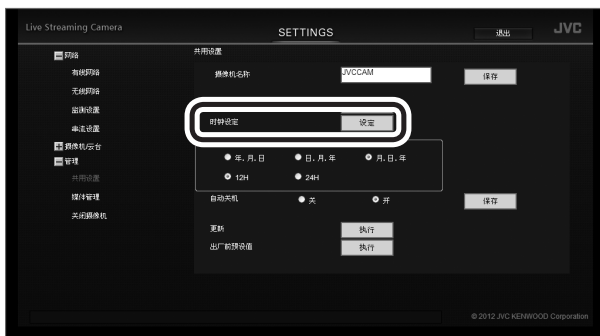 Live Streaming Camera
SETTINGS
退出
JVC
网络
有线网路
无线网路
监测设置
串流设置
摄像机/云台
管理
共用设置
媒体管理
关闭摄像机
共用设置
摄像机名称 JVCCAM 保存
时钟设定 设定
年. 月. 日 日. 月. 年 月. 日. 年
12H 24H
自动关机 关 开 保存
更新 执行
出厂前预设值 执行
© 2012 JVC KENWOOD Corporation